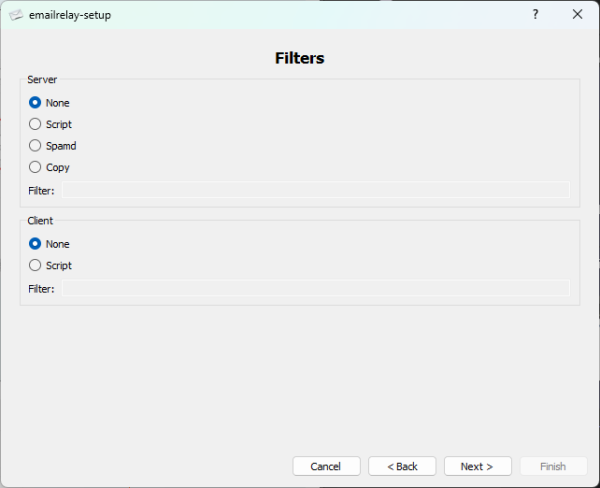 emailrelay-setup
Filters
Server
None
Script
Spamd
Copy
Filter:
Client
None
Script
Filter:
Cancel < Back Next > Finish